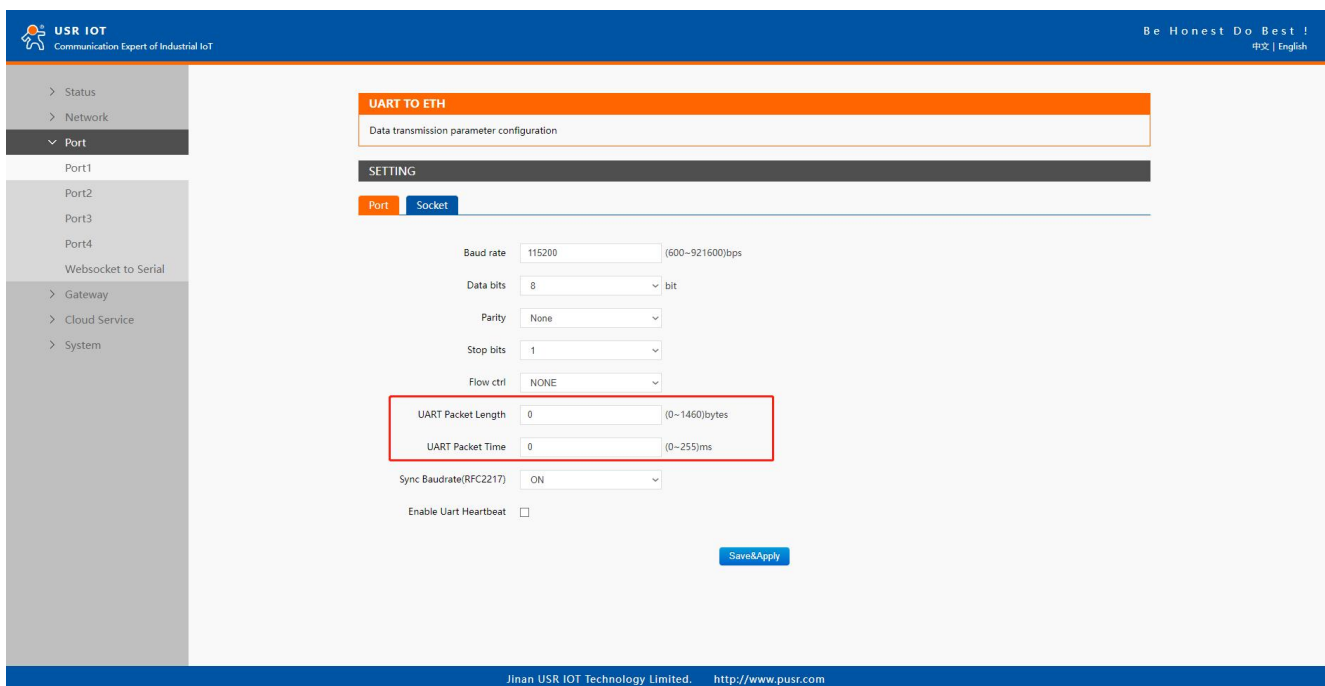 USR IOT
Communication Expert of Industrial IoT
Be Honest Do Best !
中文 | English
Status
Network
Port
Port1
Port2
Port3
Port4
Websocket to Serial
Gateway
Cloud Service
System
UART TO ETH
Data transmission parameter configuration
SETTING
Port Socket
Baud rate 115200 (600~921600)bps
Data bits 8 bit
Parity None
Stop bits 1
Flow ctrl NONE
UART Packet Length 0 (0~1460)bytes
UART Packet Time 0 (0~255)ms
Sync Baudrate(RFC2217) ON
Enable Uart Heartbeat
Save&Apply
Jinan USR IOT Technology Limited. http://www.pusr.com